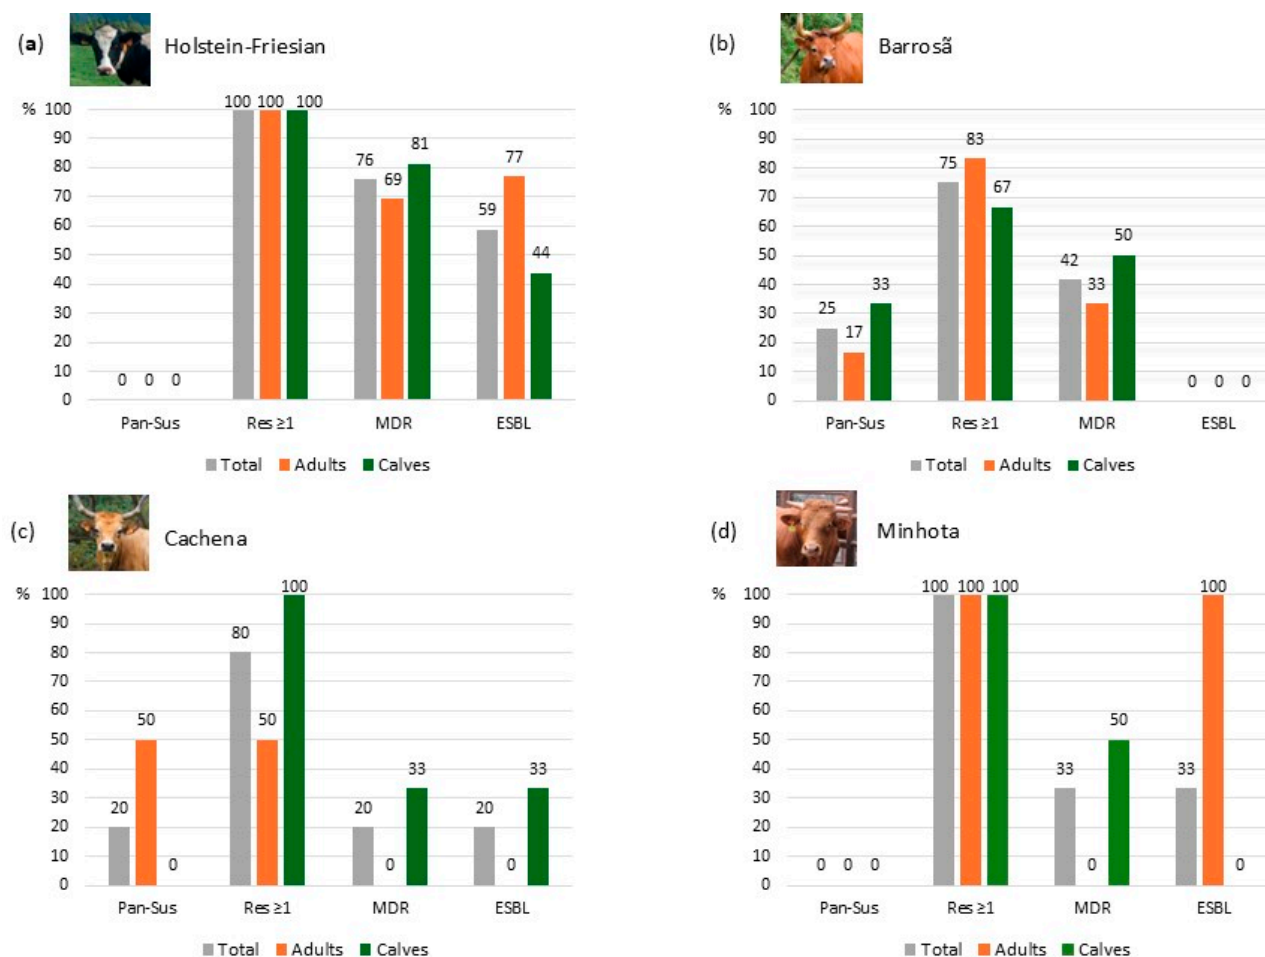 (a) Holstein-Friesian
% 100 100 100 100
90
80 76 69 81 77
70
60 59
50 44
40
30
20
10 0 0 0
0
Pan-Sus Res ≥1 MDR ESBL
Total Adults Calves
(b) Barrosã
% 100
90 83
80 75
70 67
60
50 50
40 42
30 25 33 33
20 17
10 0 0 0
0
Pan-Sus Res ≥1 MDR ESBL
Total Adults Calves
(c) Cachena
% 100 100
90
80 80
70
60
50 50 50
40 33 33
30
20 20 20 20
10 0 0 0
0
Pan-Sus Res ≥1 MDR ESBL
Total Adults Calves
(d) Minhota
% 100 100 100 100 100
90
80
70
60
50 50
40 33 33
30
20
10 0 0 0 0 0
0
Pan-Sus Res ≥1 MDR ESBL
Total Adults Calves